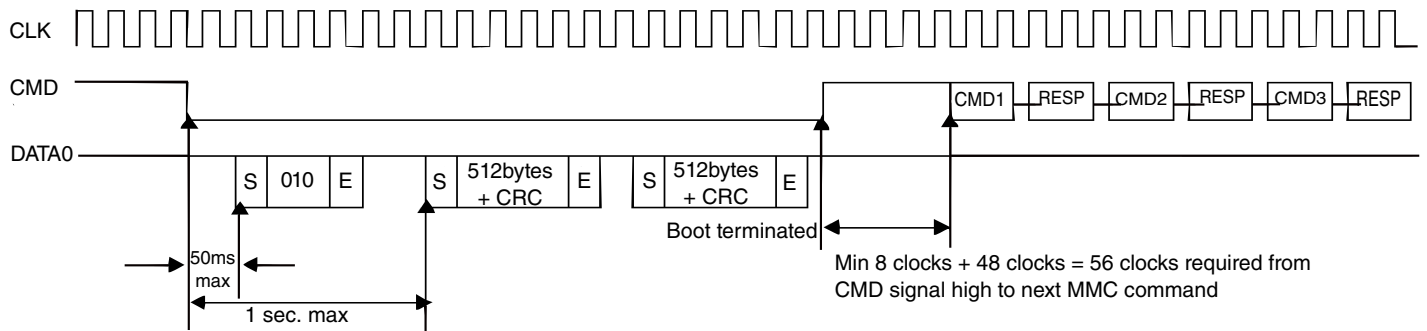 CLK
CMD
CMD1 RESP CMD2 RESP CMD3 RESP
DATA0
S 010 E S 512bytes + CRC E S 512bytes + CRC E
Boot terminated
50ms
max
1 sec. max
Min 8 clocks + 48 clocks = 56 clocks required from
CMD signal high to next MMC command